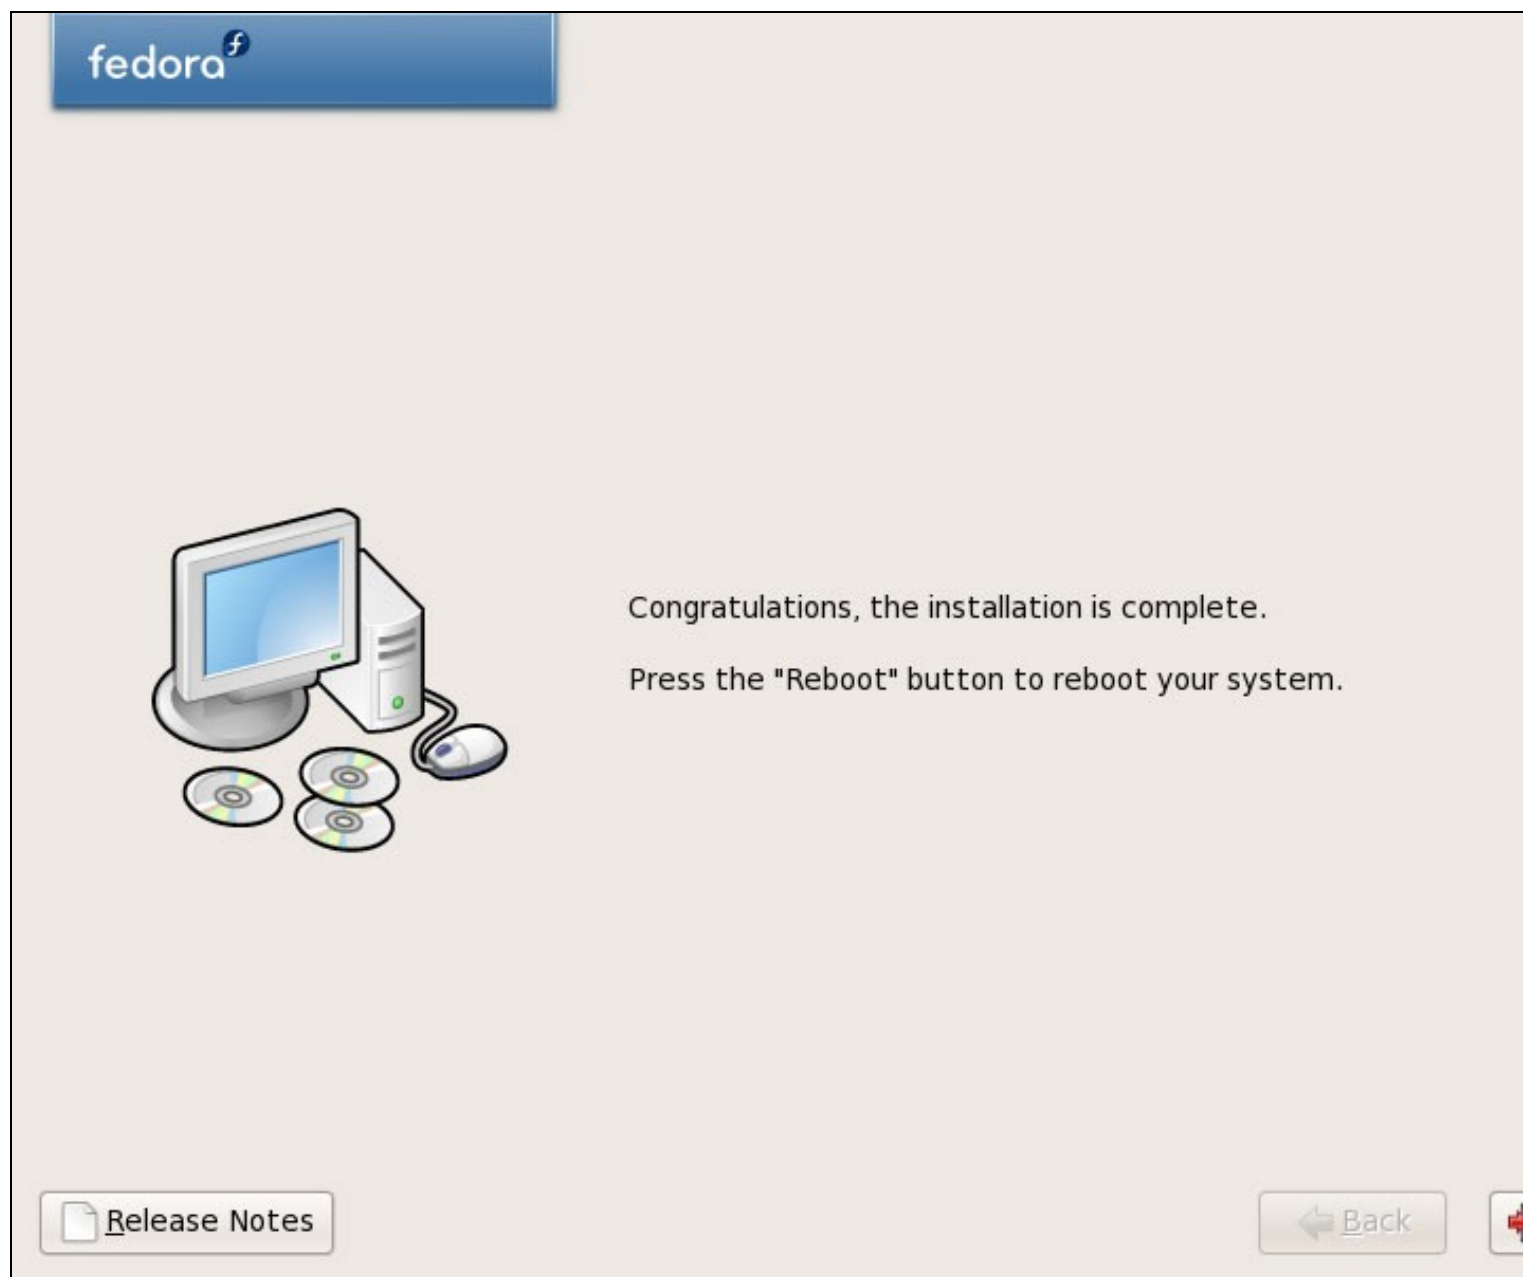 fedora
Congratulations, the installation is complete.
Press the "Reboot" button to reboot your system.
Release Notes
Back